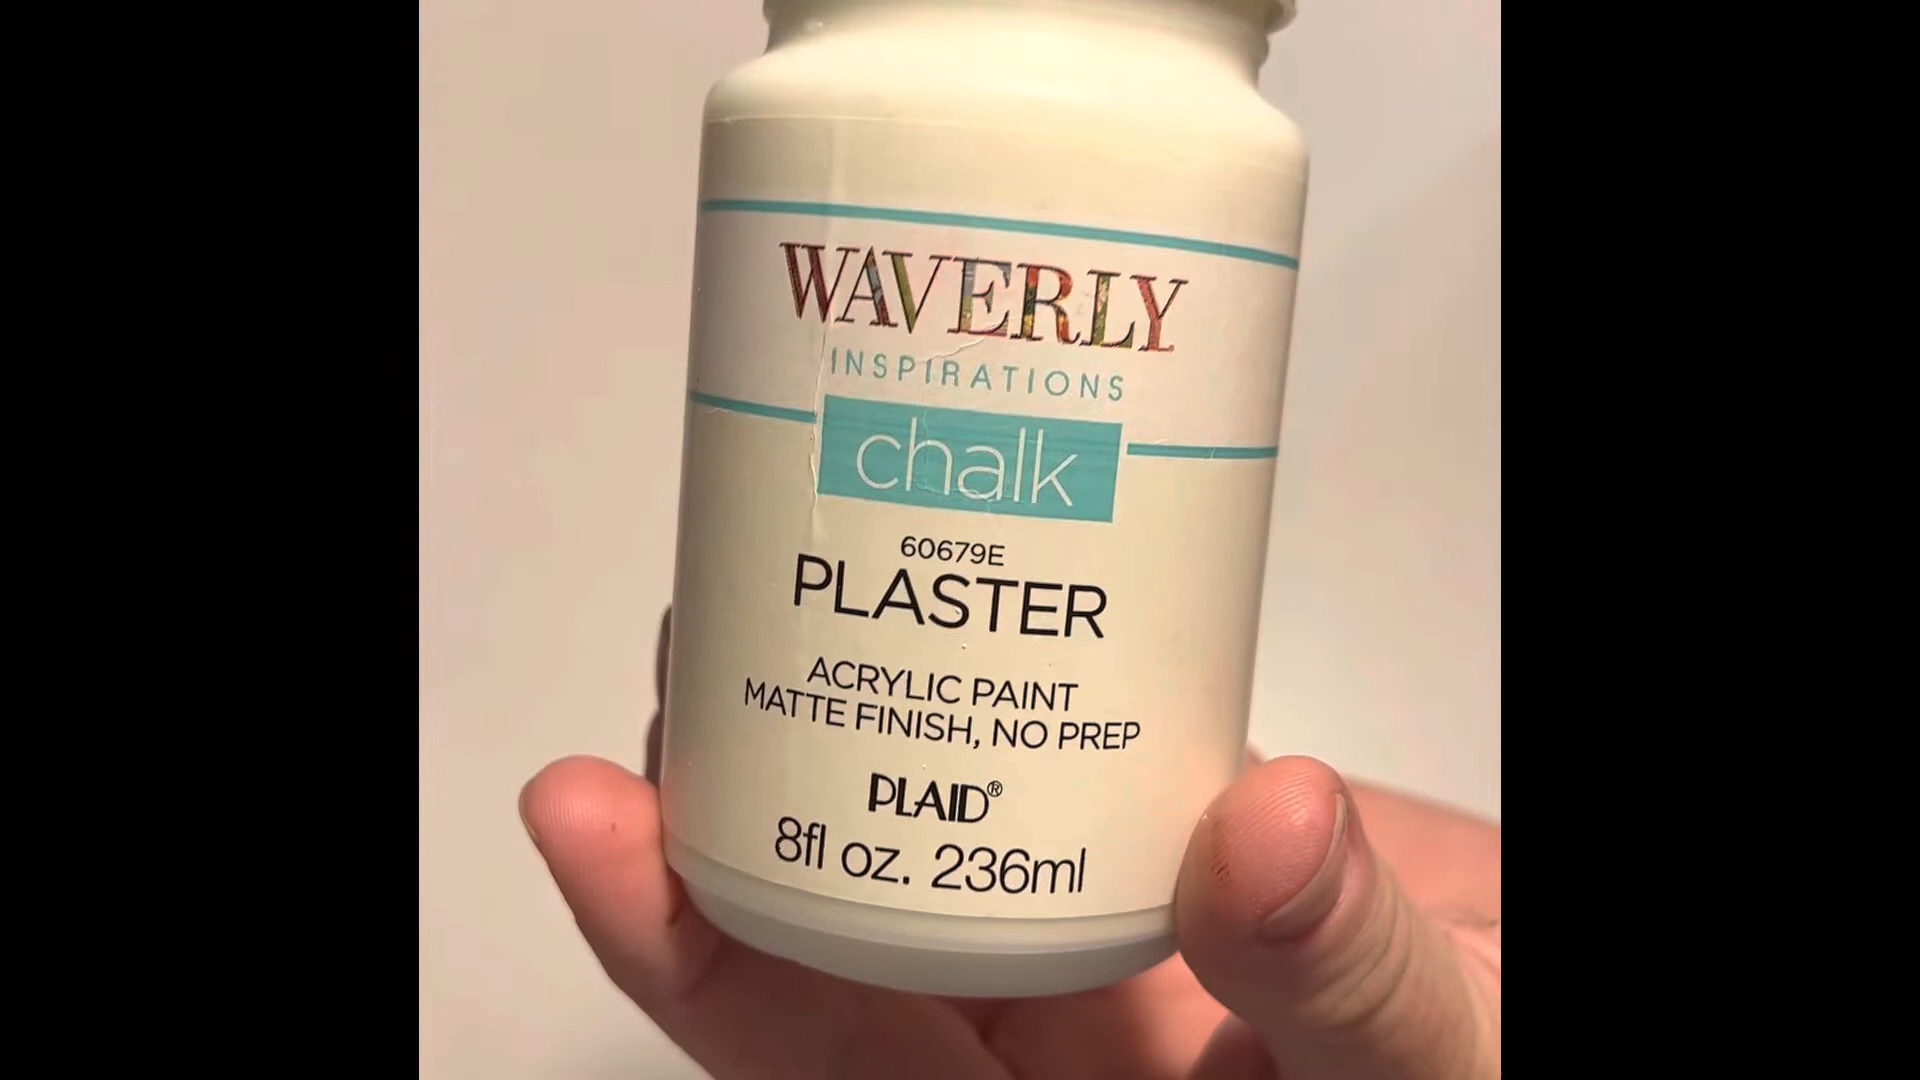 WAVERLY
INSPIRATIONS
chalk
60679E
PLASTER
ACRYLIC PAINT
MATTE FINISH, NO PREP
PLAID®
8fl oz. 236ml